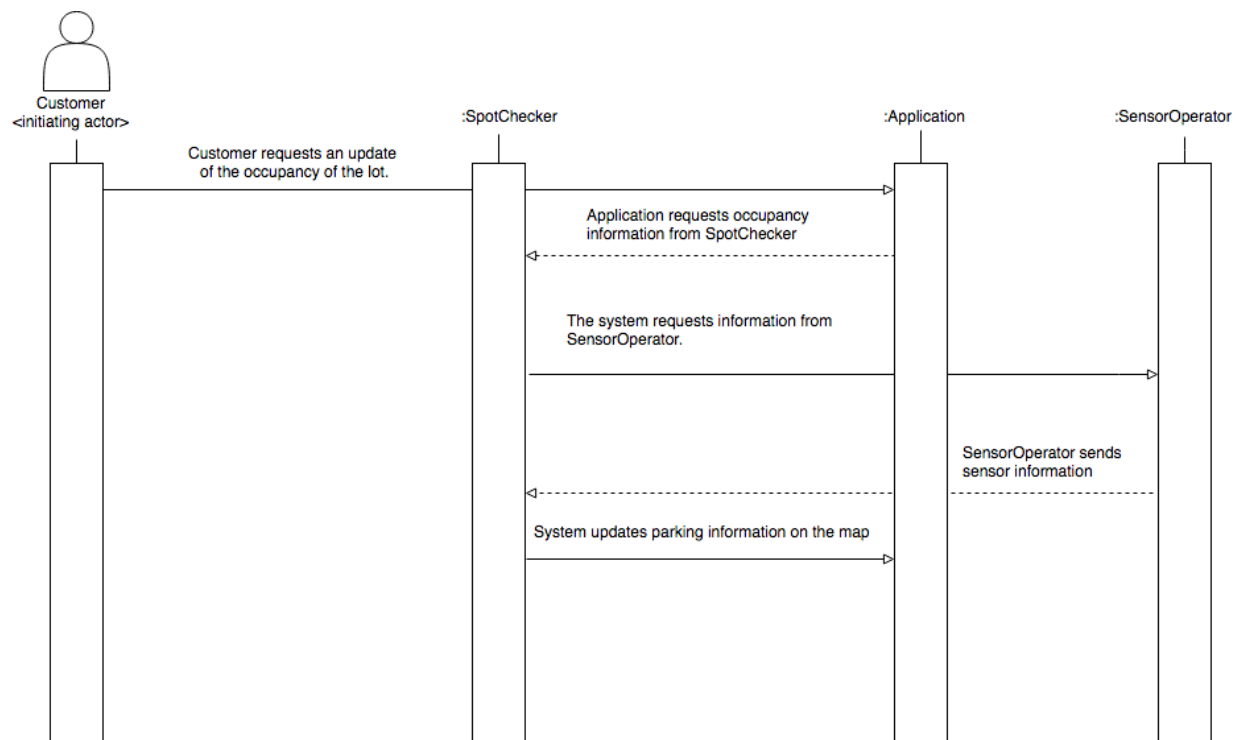 Customer
<initiating actor>
:SpotChecker
:Application
:SensorOperator
Customer requests an update
of the occupancy of the lot.
Application requests occupancy
information from SpotChecker
The system requests information from
SensorOperator.
SensorOperator sends
sensor information
System updates parking information on the map